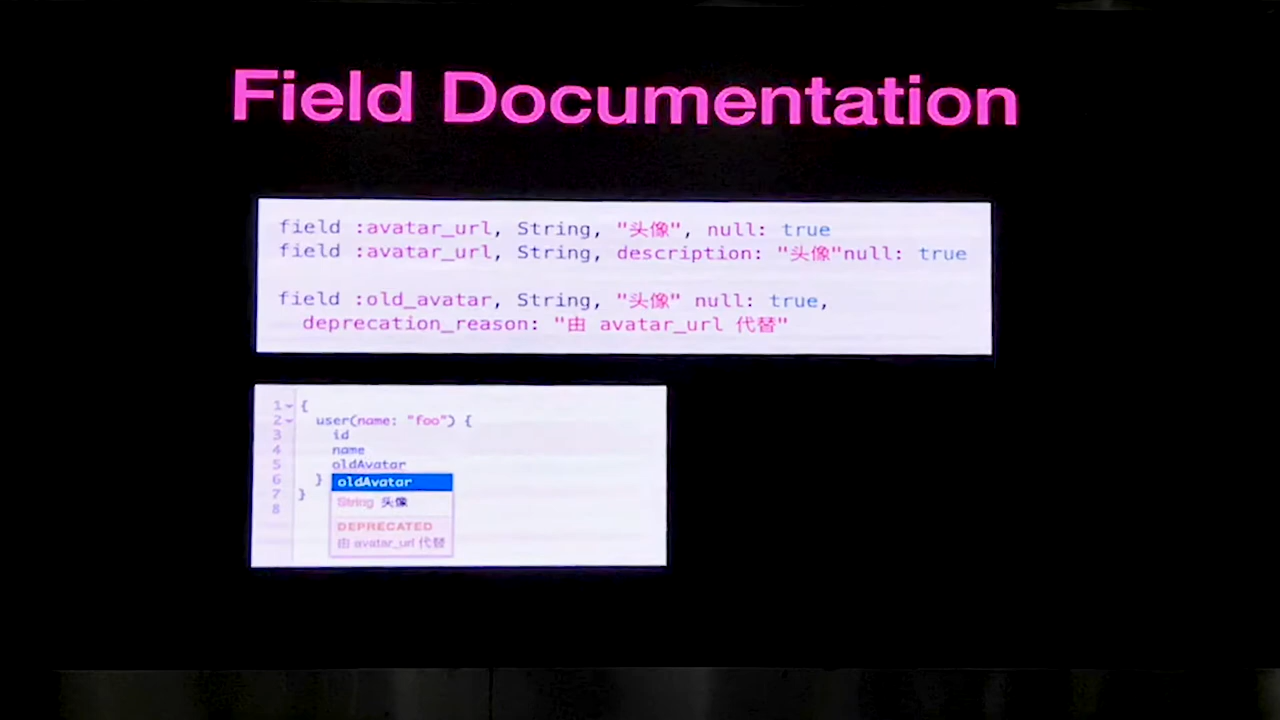 Field Documentation
field :avatar_url, String, "头像", null: true
field :avatar_url, String, description: "头像"null: true
field :old_avatar, String, "头像" null: true,
deprecation_reason: "由 avatar_url 代替"
1 {
2 user(name: "foo") {
3 id
4 name
5 oldAvatar
6 }
7 }
8
oldAvatar
String 头像
DEPRECATED
由 avatar_url 代替